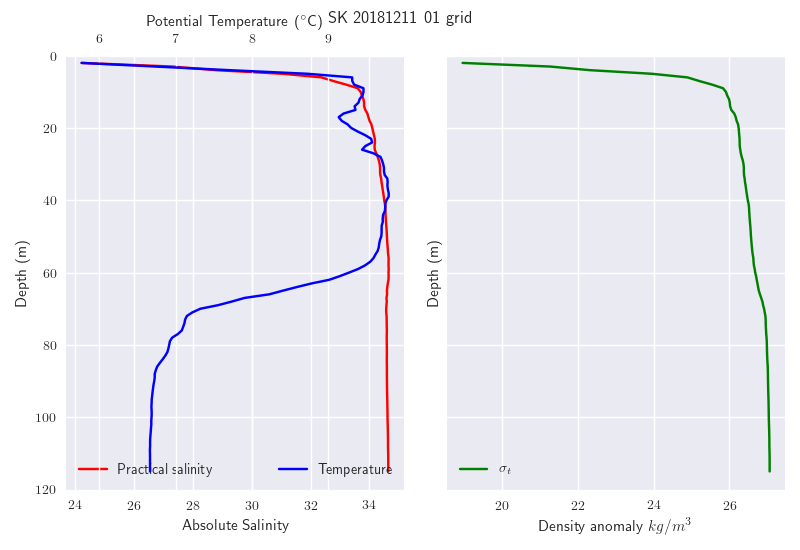 SK 20181211 01 grid
Potential Temperature (°C)
6 7 8 9
0
20
40
60
80
100
120
Depth (m)
Practical salinity
Temperature
24 26 28 30 32 34
Absolute Salinity
Depth (m)
σt
20 22 24 26
Density anomaly kg/m³